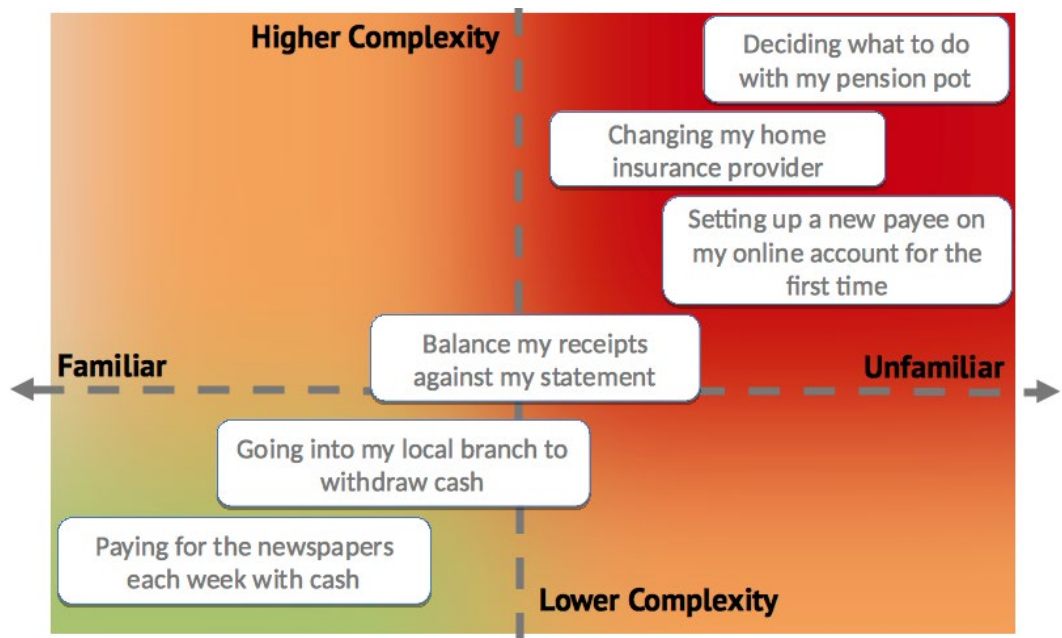 Higher Complexity
Deciding what to do
with my pension pot
Changing my home
insurance provider
Setting up a new payee on
my online account for the
first time
Balance my receipts
against my statement
Familiar
Unfamiliar
Going into my local branch to
withdraw cash
Paying for the newspapers
each week with cash
Lower Complexity